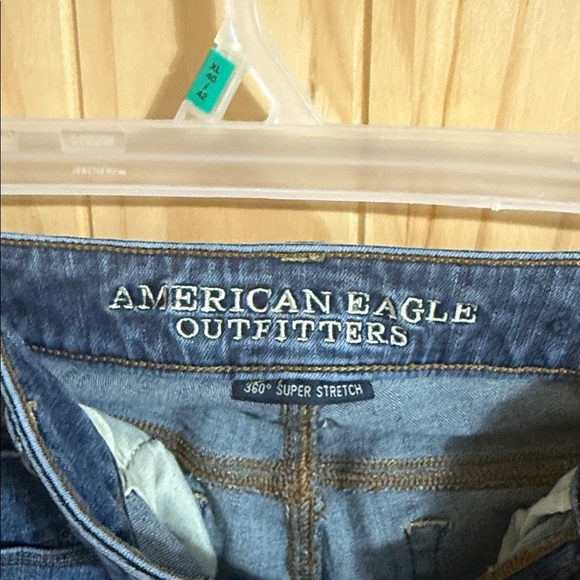 XL
40
/
42
AMERICAN EAGLE
OUTFITTERS
360° SUPER STRETCH